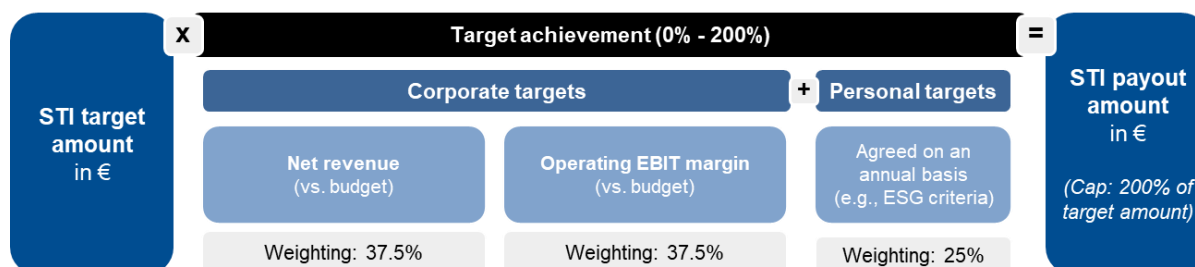 STI target
amount
in €
x
Target achievement (0% - 200%)
=
Corporate targets
+
Personal targets
Net revenue
(vs. budget)
Operating EBIT margin
(vs. budget)
Agreed on an
annual basis
(e.g., ESG criteria)
Weighting: 37.5%
Weighting: 37.5%
Weighting: 25%
STI payout
amount
in €
(Cap: 200% of
target amount)